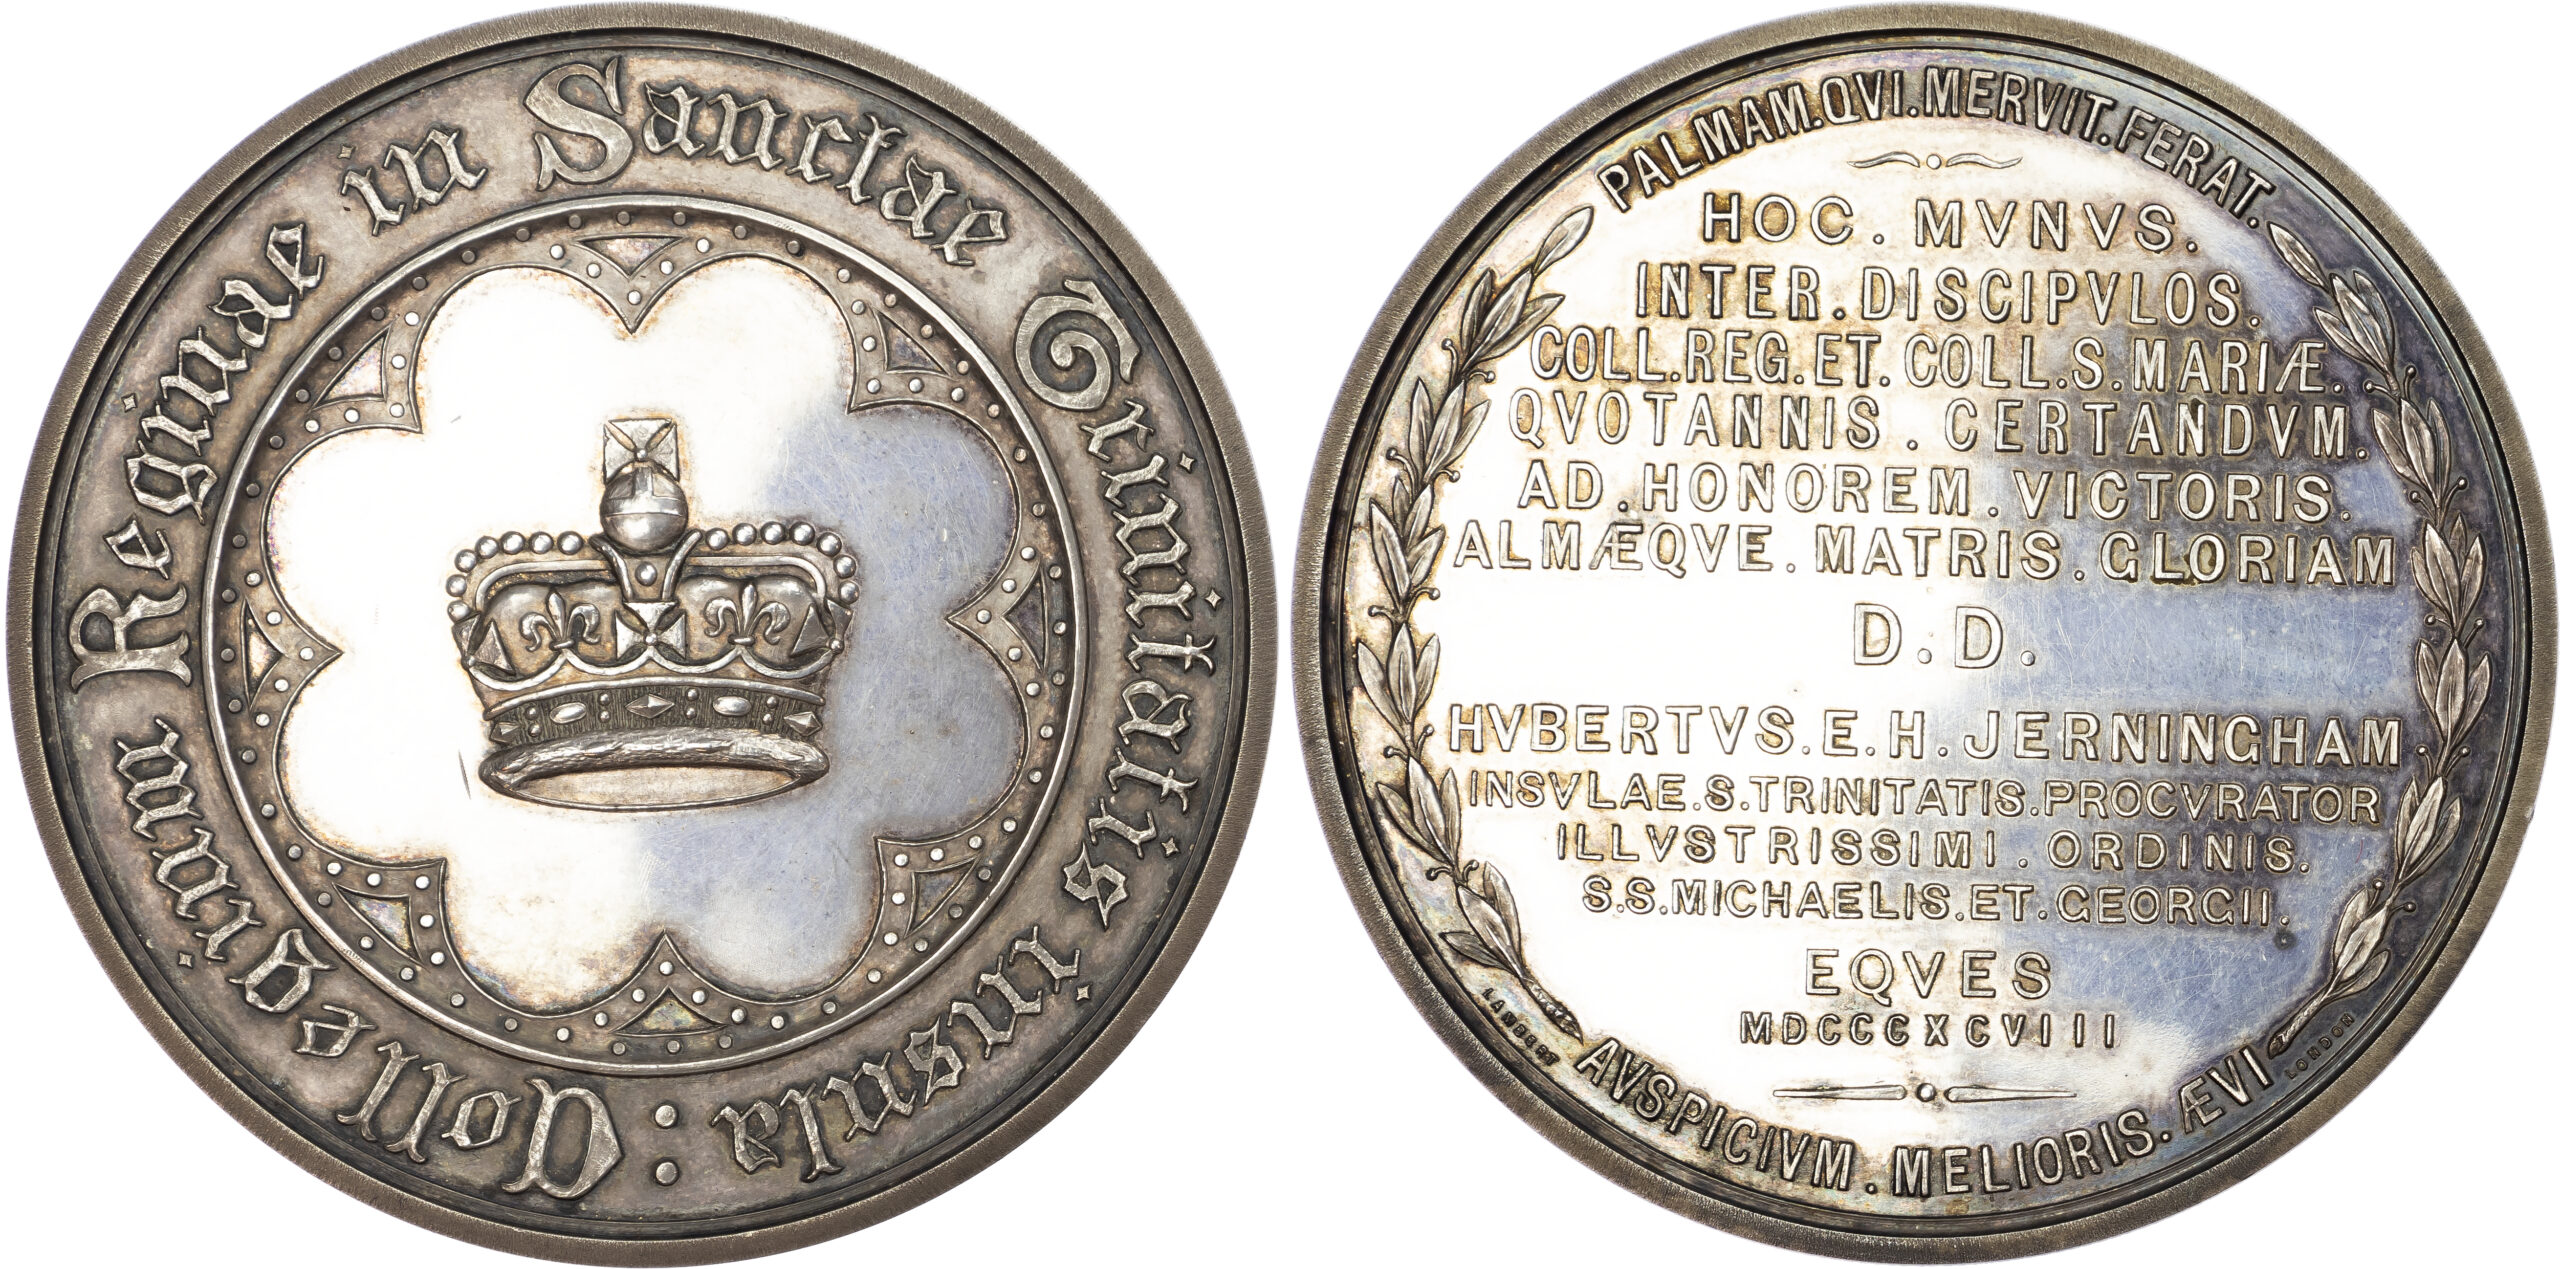 Collegium Reginae in Sanctae Trinitatis insula :
PALMAM.QVI.MERVIT.FERAT.
HOC . MVNVS.
INTER.DISCIPVLOS.
COLL.REG.ET.COLL.S.MARIÆ.
QVOTANNIS . CERTANDVM.
AD.HONOREM.VICTORIS.
ALMÆQVE.MATRIS.GLORIAM
D.D.
HVBERTVS.E.H.JERNINGHAM
INSVLAE.S.TRINITATIS.PROCVRATOR
ILLVSTRISSIMI.ORDINIS.
S.S.MICHAELIS.ET.GEORGII.
EQVES
MDCCCXCVIII
AVSPICIVM.MELIORIS.ÆVI
LAMBERT
LONDON